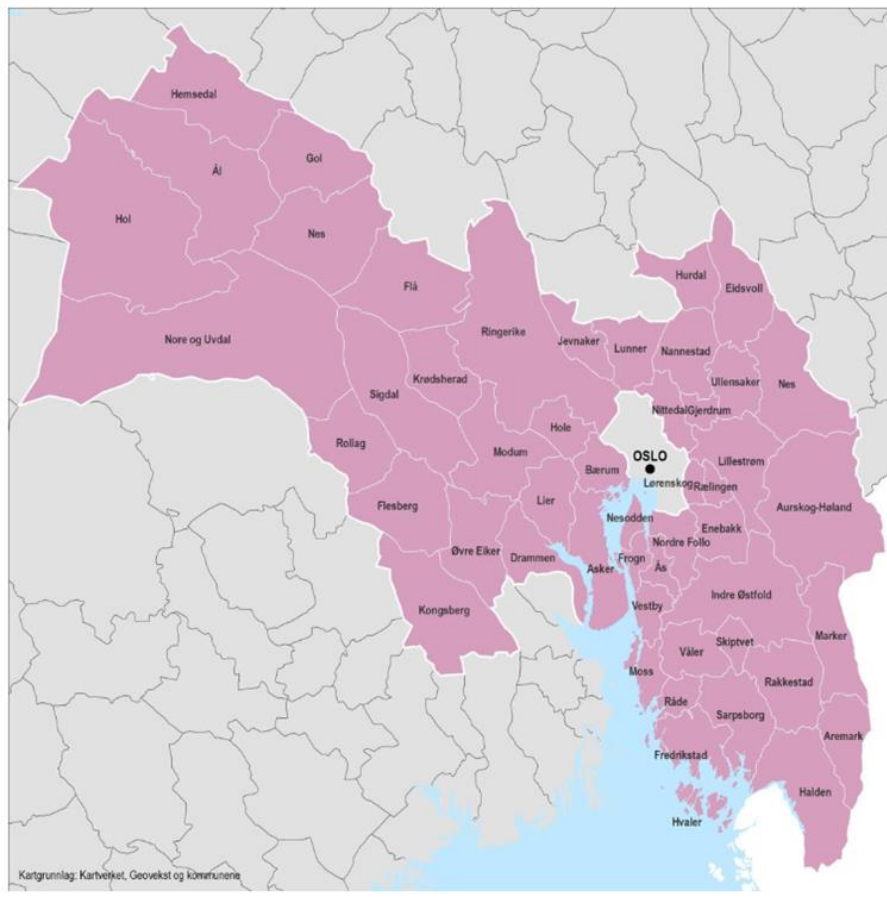 Hemsedal
Ål
Gol
Hol
Nes
Flå
Hurdal
Eidsvoll
Nore og Uvdal
Ringerike
Jevnaker
Lunner
Nannestad
Krødsherad
Sigdal
Ullensaker
Nes
Nittedal
Gjerdrum
Hole
Rollag
Modum
OSLO
Bærum
Lillestrøm
Lørenskog
Rælingen
Lier
Flesberg
Aurskog-Høland
Nesodden
Enebakk
Nordre Follo
Øvre Eiker
Drammen
Frogn
Ås
Asker
Indre Østfold
Vestby
Kongsberg
Marker
Skiptvet
Våler
Moss
Rakkestad
Råde
Sarpsborg
Aremark
Fredrikstad
Halden
Hvaler
Kartgrunnlag: Kartverket, Geovekst og kommunene